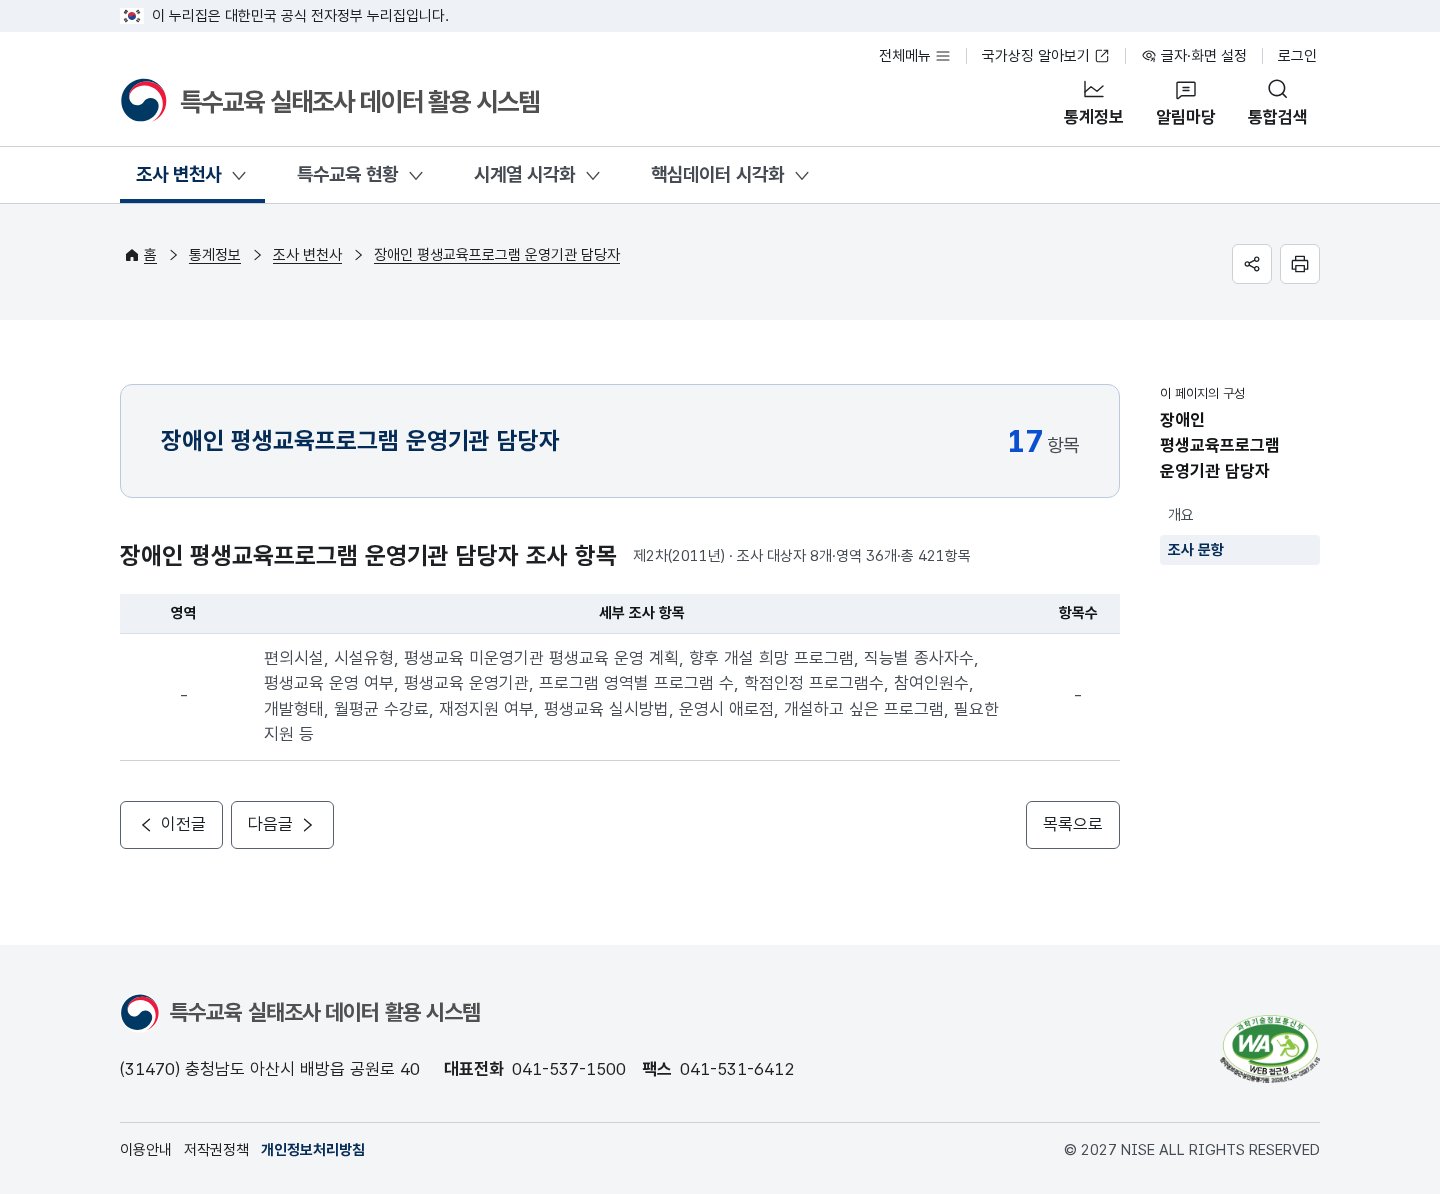 이 누리집은 대한민국 공식 전자정부 누리집입니다.
전체메뉴
국가상징 알아보기
글자·화면 설정
로그인
특수교육 실태조사 데이터 활용 시스템
통계정보
알림마당
통합검색
조사 변천사
특수교육 현황
시계열 시각화
핵심데이터 시각화
홈
통계정보
조사 변천사
장애인 평생교육프로그램 운영기관 담당자
장애인 평생교육프로그램 운영기관 담당자
17 항목
이 페이지의 구성
장애인
평생교육프로그램
운영기관 담당자
개요
조사 문항
장애인 평생교육프로그램 운영기관 담당자 조사 항목
제2차(2011년) · 조사 대상자 8개·영역 36개·총 421항목
영역
세부 조사 항목
항목수
-
편의시설, 시설유형, 평생교육 미운영기관 평생교육 운영 계획, 향후 개설 희망 프로그램, 직능별 종사자수,
평생교육 운영 여부, 평생교육 운영기관, 프로그램 영역별 프로그램 수, 학점인정 프로그램수, 참여인원수,
개발형태, 월평균 수강료, 재정지원 여부, 평생교육 실시방법, 운영시 애로점, 개설하고 싶은 프로그램, 필요한
지원 등
-
이전글
다음글
목록으로
특수교육 실태조사 데이터 활용 시스템
(31470) 충청남도 아산시 배방읍 공원로 40
대표전화 041-537-1500
팩스 041-531-6412
과학기술정보통신부
WA
WEB 접근성
이용안내
저작권정책
개인정보처리방침
© 2027 NISE ALL RIGHTS RESERVED